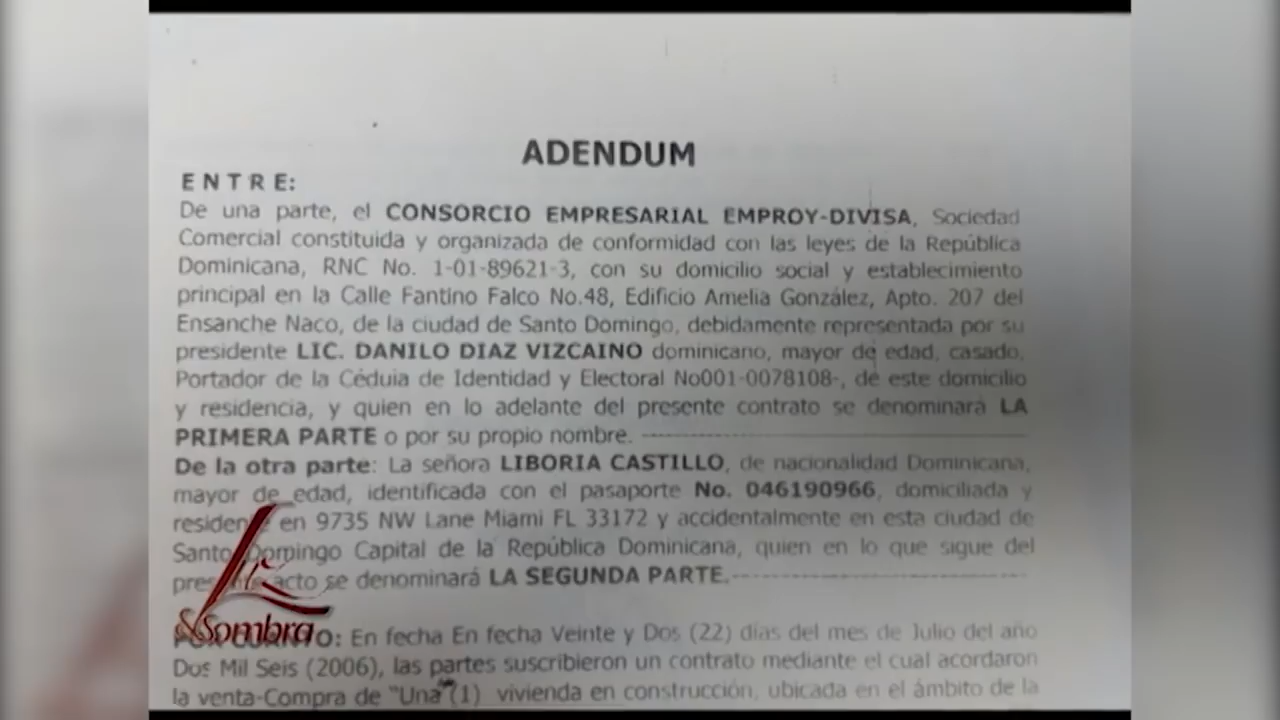 ADENDUM
E N T R E:
De una parte, el CONSORCIO EMPRESARIAL EMPROY-DIVISA, Sociedad
Comercial constituida y organizada de conformidad con las leyes de la República
Dominicana, RNC No. 1-01-89621-3, con su domicilio social y establecimiento
principal en la Calle Fantino Falco No.48, Edificio Amelia González, Apto. 207 del
Ensanche Naco, de la ciudad de Santo Domingo, debidamente representada por su
presidente LIC. DANILO DIAZ VIZCAINO dominicano, mayor de edad, casado,
Portador de la Céduia de Identidad y Electoral No001-0078108-, de este domicilio
y residencia, y quien en lo adelante del presente contrato se denominará LA
PRIMERA PARTE o por su propio nombre.
De la otra parte: La señora LIBORIA CASTILLO, de nacionalidad Dominicana,
mayor de edad, identificada con el pasaporte No. 046190966, domiciliada y
residen en 9735 NW Lane Miami FL 33172 y accidentalmente en esta ciudad de
Santo Domingo Capital de la República Dominicana, quien en lo que sigue del
acto se denominará LA SEGUNDA PARTE.
Luz
& Sombra
: En fecha En fecha Veinte y Dos (22) días del mes de Julio del año
Dos Mil Seis (2006), las partes suscribieron un contrato mediante el cual acordaron
la venta-Compra de "Una (1) vivienda en construcción, ubicada en el ámbito de la